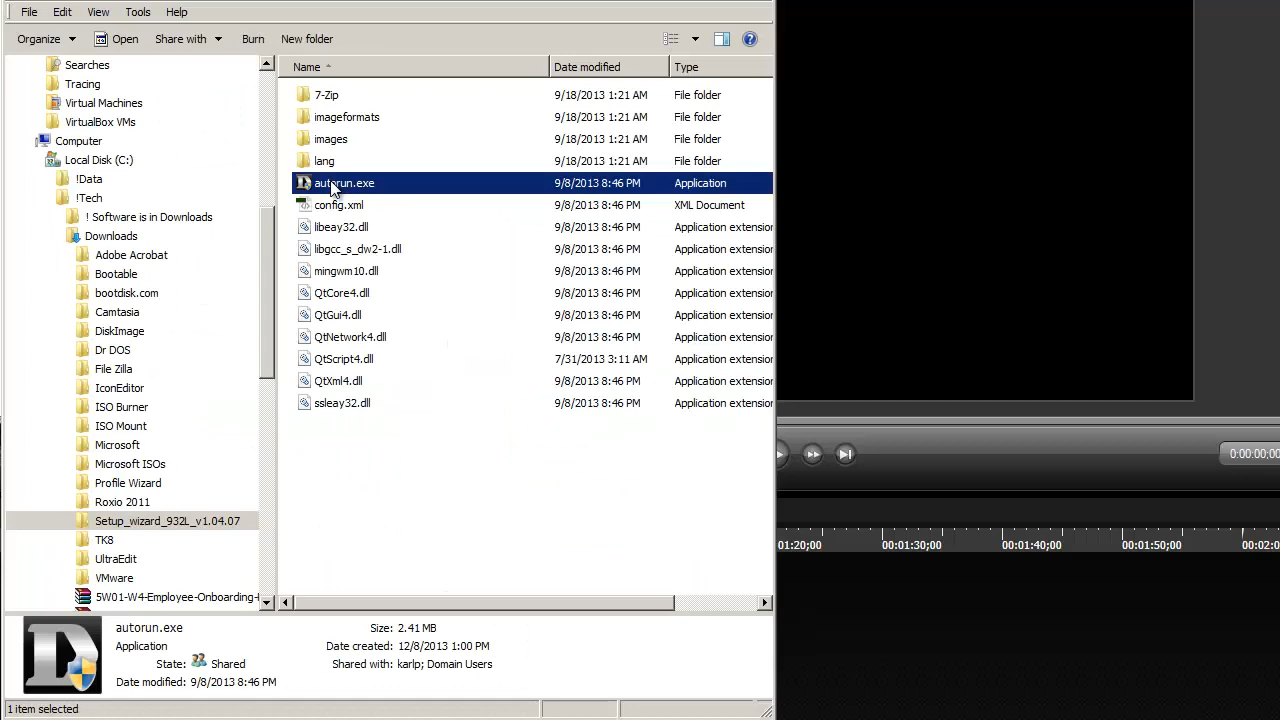 File Edit View Tools Help
Organize Open Share with Burn New folder
Searches
Tracing
Virtual Machines
VirtualBox VMs
Computer
Local Disk (C:)
!Data
!Tech
! Software is in Downloads
Downloads
Adobe Acrobat
Bootable
bootdisk.com
Camtasia
DiskImage
Dr DOS
File Zilla
IconEditor
ISO Burner
ISO Mount
Microsoft
Microsoft ISOs
Profile Wizard
Roxio 2011
Setup_wizard_932L_v1.04.07
TK8
UltraEdit
VMware
5W01-W4-Employee-Onboarding-
Name Date modified Type
7-Zip 9/18/2013 1:21 AM File folder
imageformats 9/18/2013 1:21 AM File folder
images 9/18/2013 1:21 AM File folder
lang 9/18/2013 1:21 AM File folder
autorun.exe 9/8/2013 8:46 PM Application
config.xml 9/8/2013 8:46 PM XML Document
libeay32.dll 9/8/2013 8:46 PM Application extension
libgcc_s_dw2-1.dll 9/8/2013 8:46 PM Application extension
mingwm10.dll 9/8/2013 8:46 PM Application extension
QtCore4.dll 9/8/2013 8:46 PM Application extension
QtGui4.dll 9/8/2013 8:46 PM Application extension
QtNetwork4.dll 9/8/2013 8:46 PM Application extension
QtScript4.dll 7/31/2013 3:11 AM Application extension
QtXml4.dll 9/8/2013 8:46 PM Application extension
ssleay32.dll 9/8/2013 8:46 PM Application extension
0:00:00;00
01:20;00 00:01:30;00 00:01:40;00 00:01:50;00 00:02:0
autorun.exe Size: 2.41 MB
Application Date created: 12/8/2013 1:00 PM
State: Shared Shared with: karlp; Domain Users
Date modified: 9/8/2013 8:46 PM
1 item selected